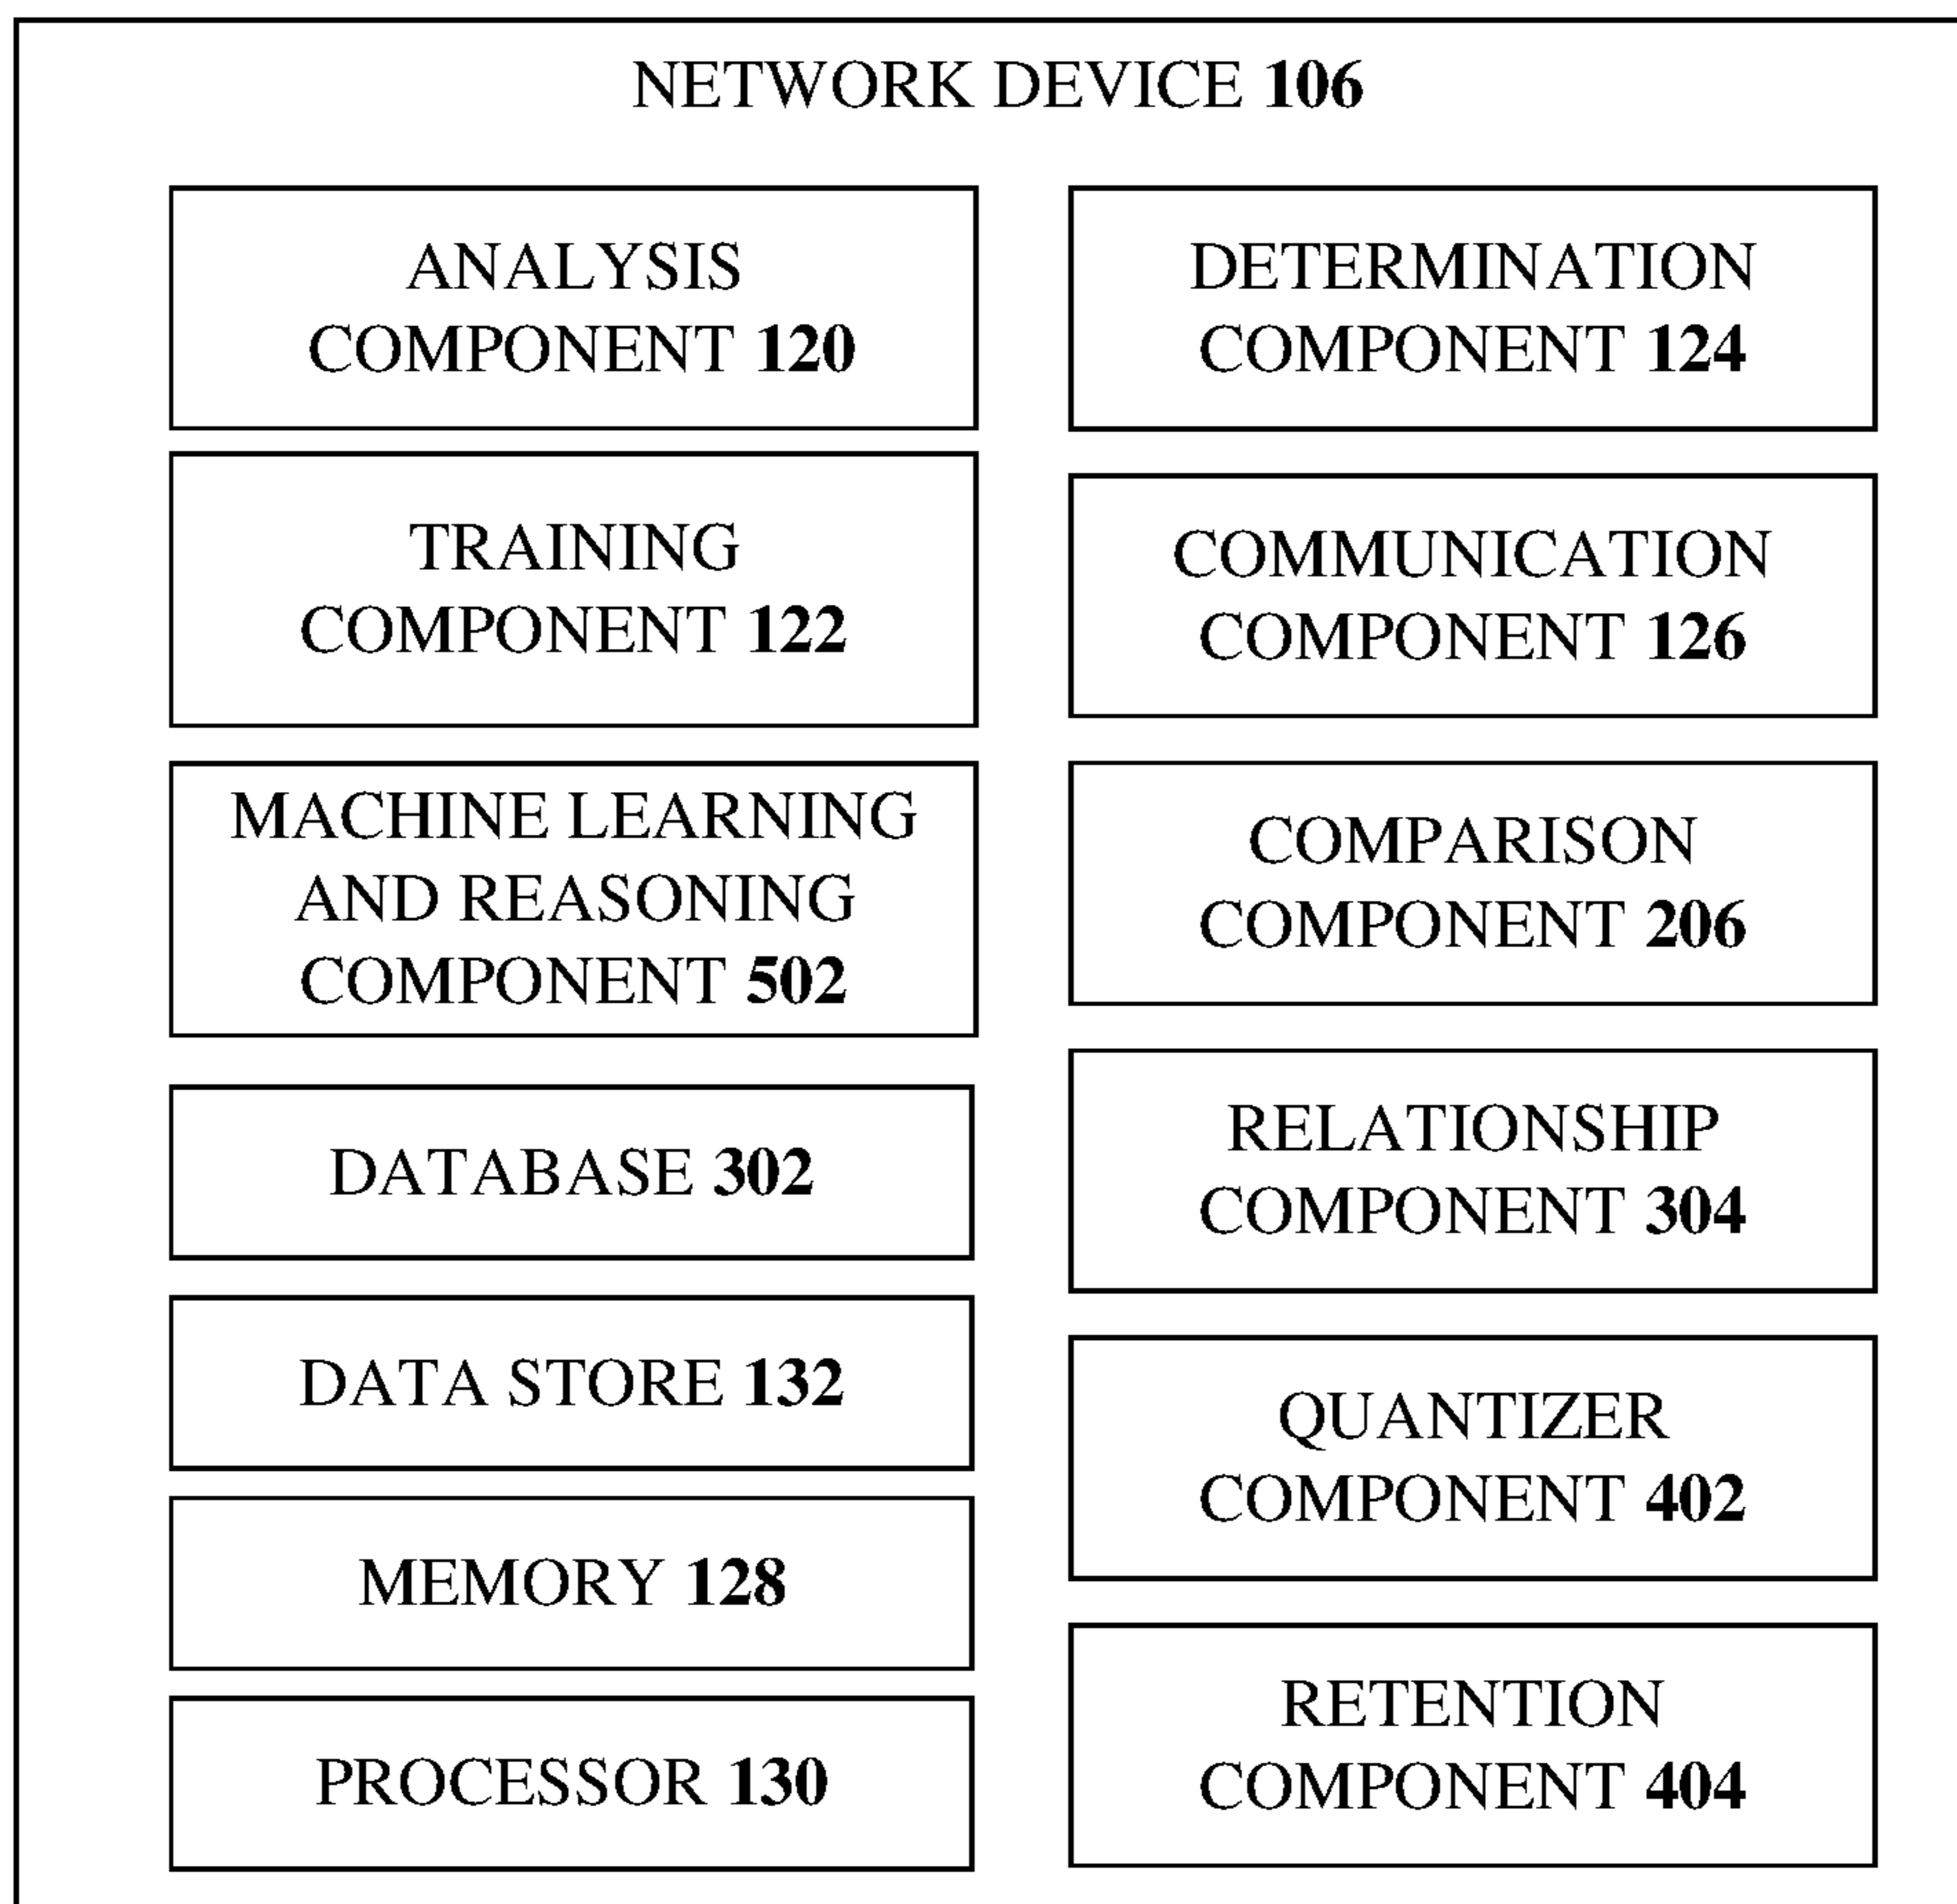 NETWORK DEVICE 106
ANALYSIS
COMPONENT 120
TRAINING
COMPONENT 122
MACHINE LEARNING
AND REASONING
COMPONENT 502
DATABASE 302
DATA STORE 132
MEMORY 128
PROCESSOR 130
DETERMINATION
COMPONENT 124
COMMUNICATION
COMPONENT 126
COMPARISON
COMPONENT 206
RELATIONSHIP
COMPONENT 304
QUANTIZER
COMPONENT 402
RETENTION
COMPONENT 404